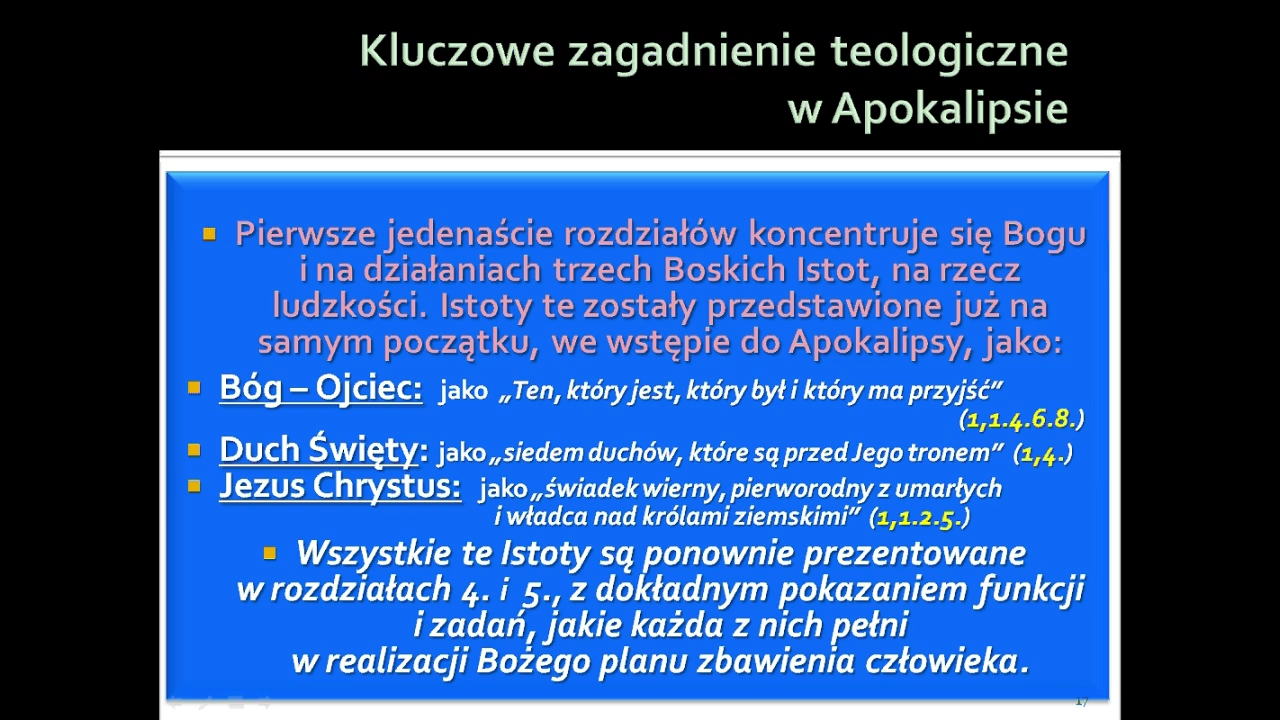 Kluczowe zagadnienie teologiczne
w Apokalipsie
Pierwsze jedenaście rozdziałów koncentruje się Bogu
i na działaniach trzech Boskich Istot, na rzecz
ludzkości. Istoty te zostały przedstawione już na
samym początku, we wstępie do Apokalipsy, jako:
Bóg – Ojciec: jako „Ten, który jest, który był i który ma przyjść”
(1,1.4.6.8.)
Duch Święty: jako „siedem duchów, które są przed Jego tronem” (1,4.)
Jezus Chrystus: jako „świadek wierny, pierworodny z umarłych
i władca nad królami ziemskimi” (1,1.2.5.)
Wszystkie te Istoty są ponownie prezentowane
w rozdziałach 4. i 5., z dokładnym pokazaniem funkcji
i zadań, jakie każda z nich pełni
w realizacji Bożego planu zbawienia człowieka.
17